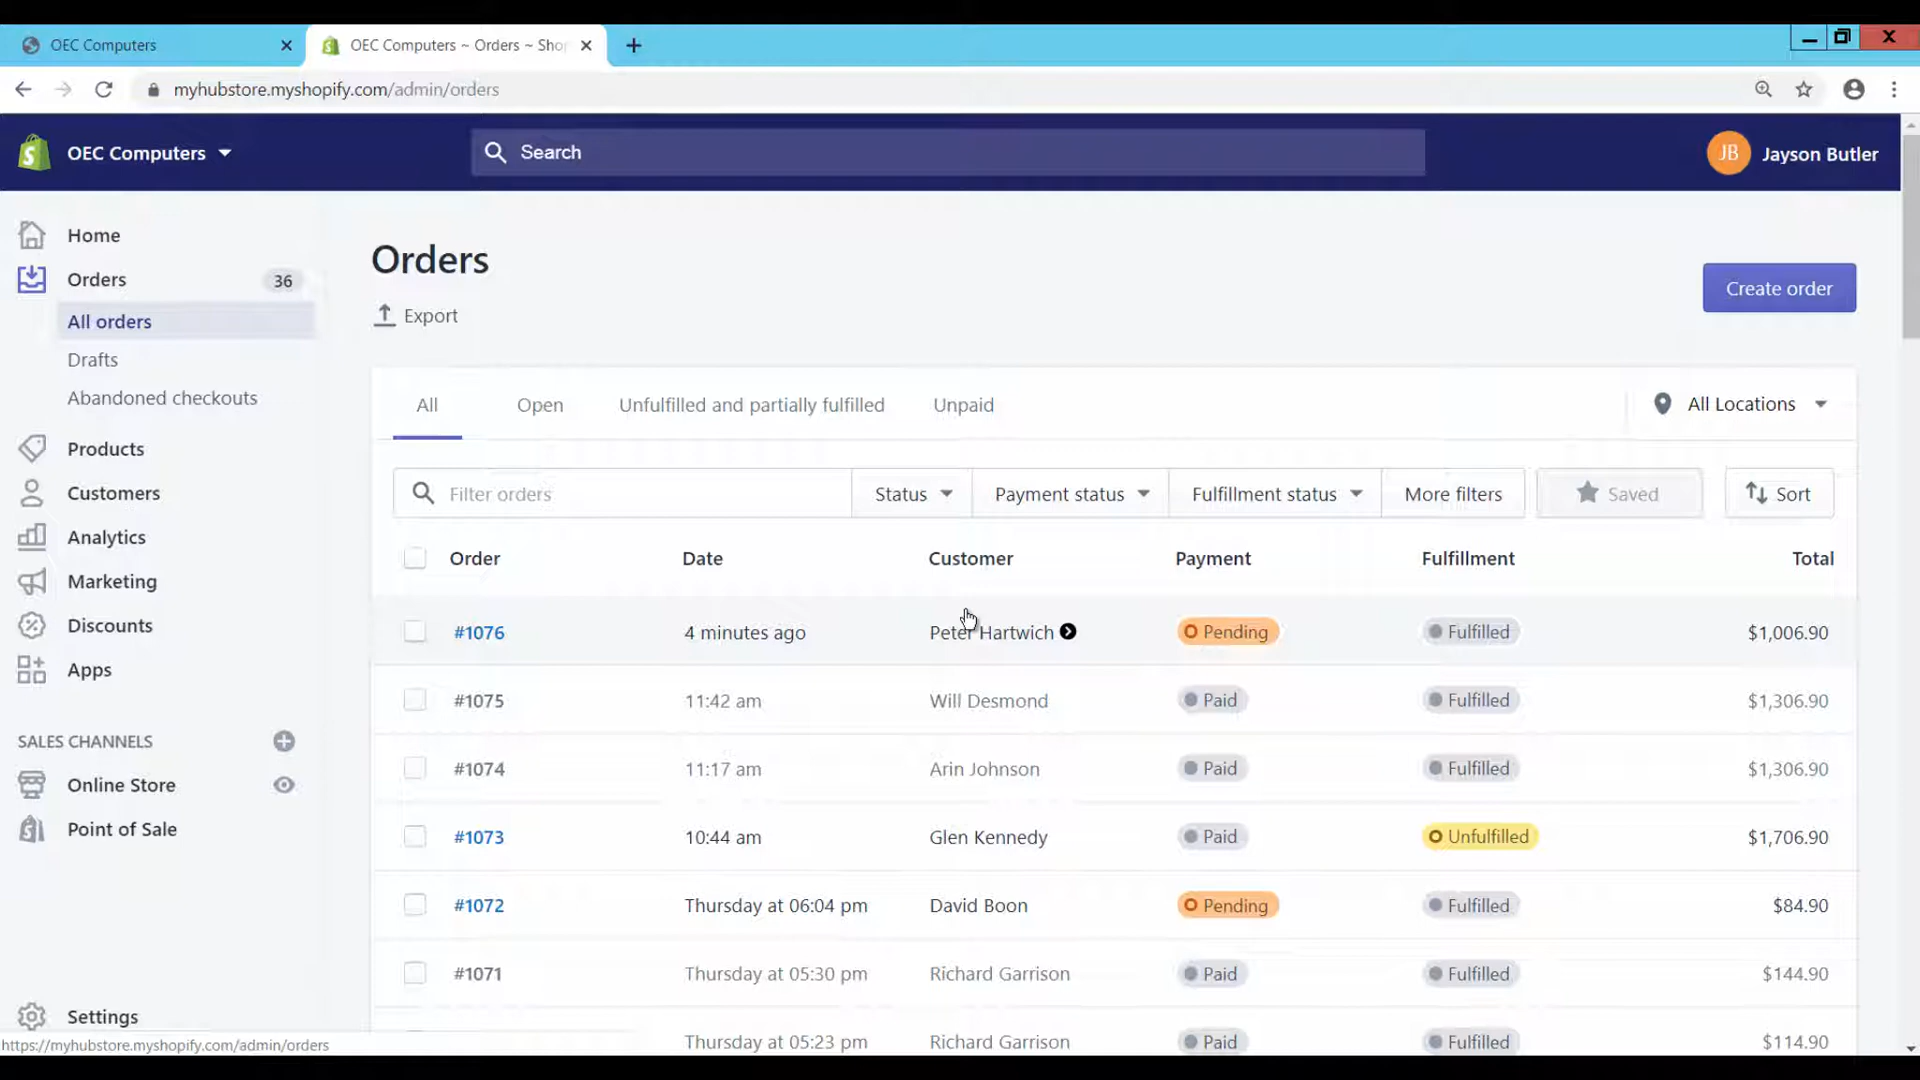 OEC Computers
OEC Computers ~ Orders ~ Sho
myhubstore.myshopify.com/admin/orders
OEC Computers
Search
JB
Jayson Butler
Home
Orders 36
All orders
Drafts
Abandoned checkouts
Products
Customers
Analytics
Marketing
Discounts
Apps
SALES CHANNELS
Online Store
Point of Sale
Settings
https://myhubstore.myshopify.com/admin/orders
Orders
Export
Create order
All Open Unfulfilled and partially fulfilled Unpaid All Locations
Filter orders Status Payment status Fulfillment status More filters Saved Sort
Order Date Customer Payment Fulfillment Total
#1076 4 minutes ago Peter Hartwich Pending Fulfilled $1,006.90
#1075 11:42 am Will Desmond Paid Fulfilled $1,306.90
#1074 11:17 am Arin Johnson Paid Fulfilled $1,306.90
#1073 10:44 am Glen Kennedy Paid Unfulfilled $1,706.90
#1072 Thursday at 06:04 pm David Boon Pending Fulfilled $84.90
#1071 Thursday at 05:30 pm Richard Garrison Paid Fulfilled $144.90
Thursday at 05:23 pm Richard Garrison Paid Fulfilled $114.90